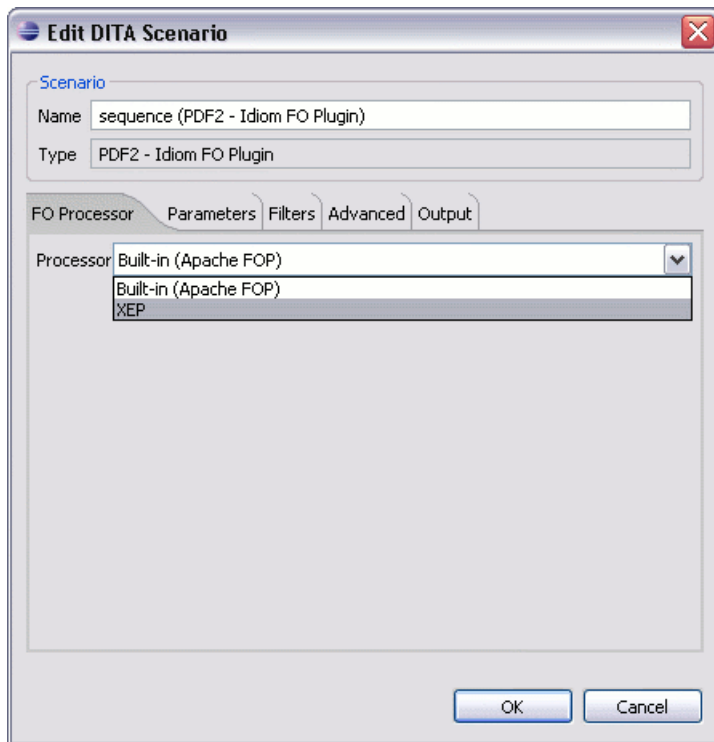 Edit DITA Scenario
Scenario
Name sequence (PDF2 - Idiom FO Plugin)
Type PDF2 - Idiom FO Plugin
FO Processor Parameters Filters Advanced Output
Processor Built-in (Apache FOP)
Built-in (Apache FOP)
XEP
OK Cancel